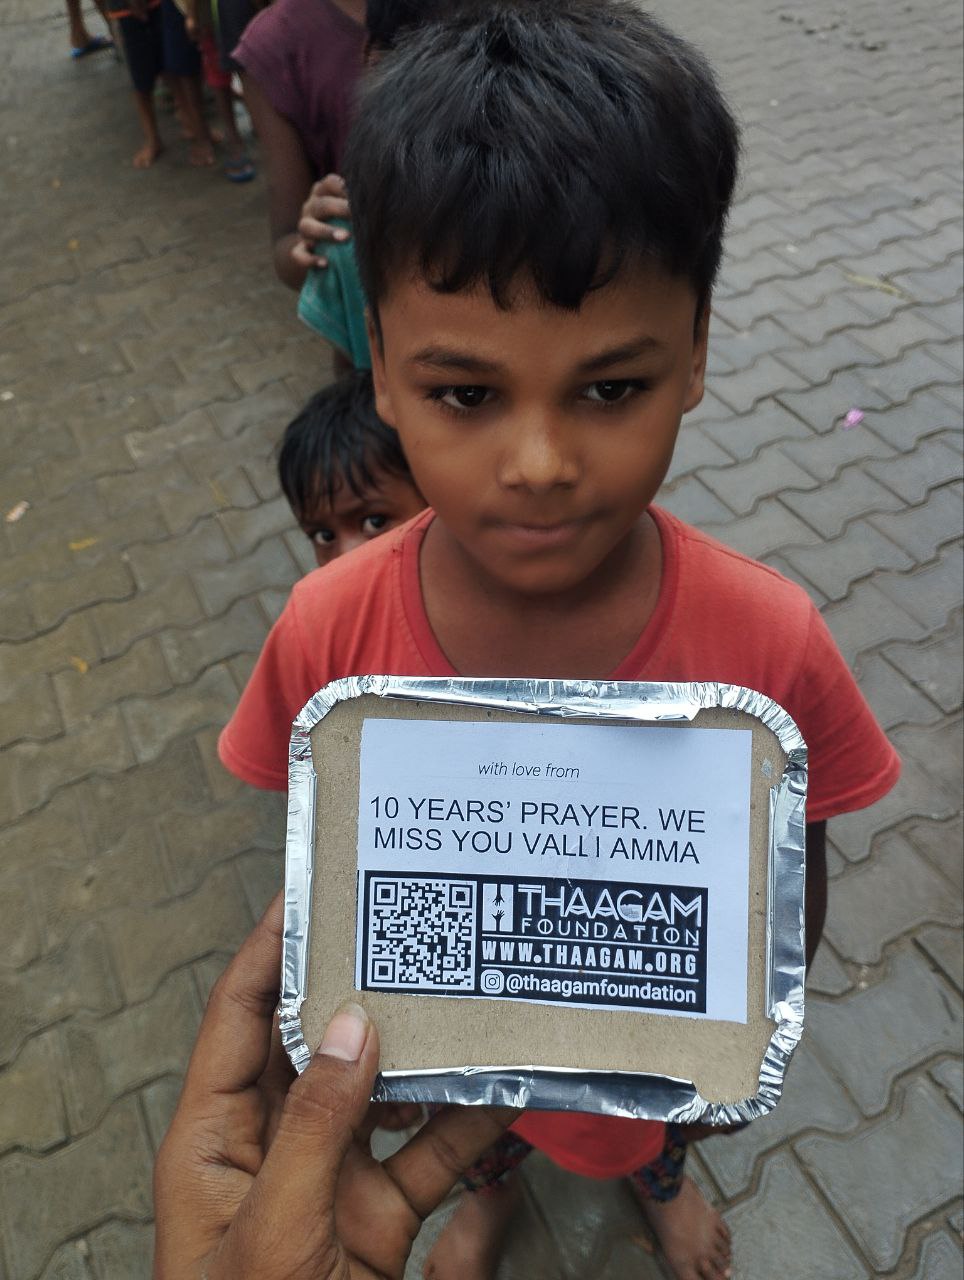 with love from
10 YEARS’ PRAYER. WE
MISS YOU VALLI AMMA
THAAGAM
FOUNDATION
WWW.THAAGAM.ORG
@thaagamfoundation